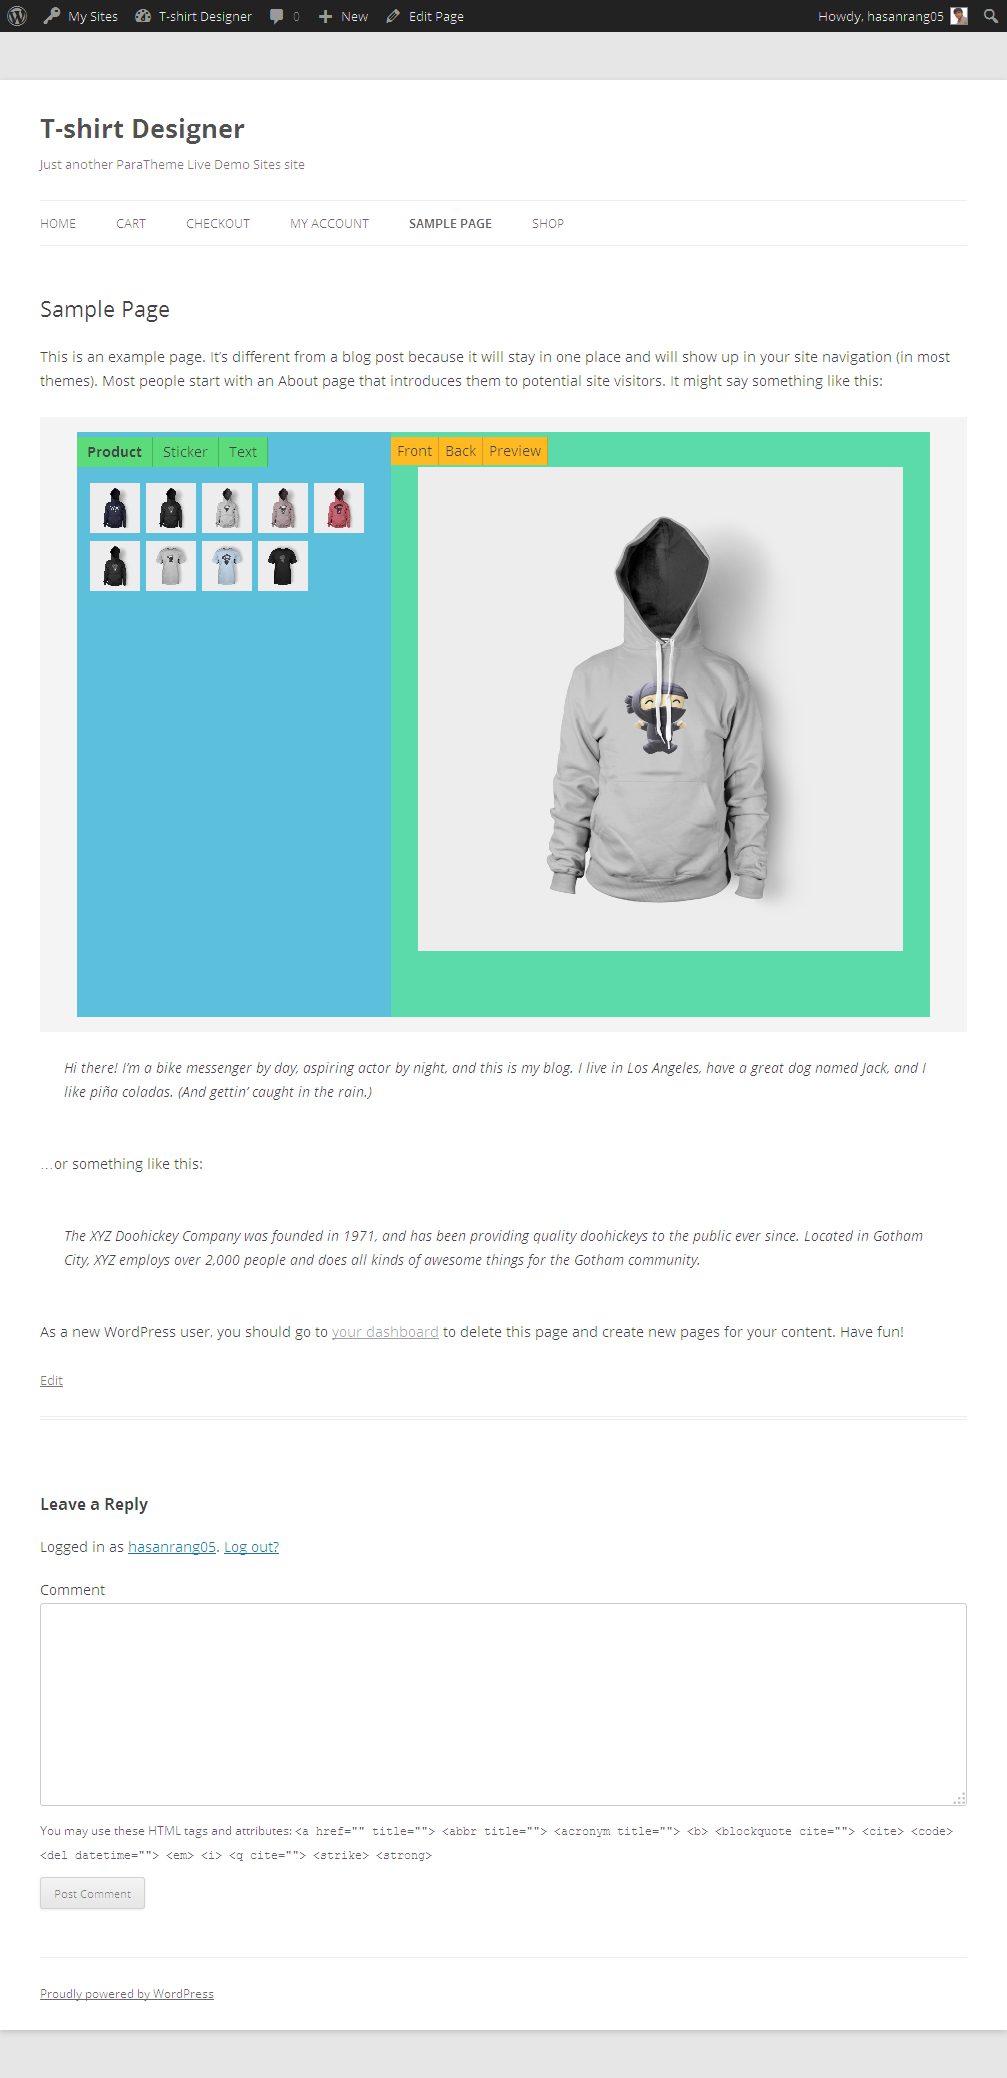 My Sites T-shirt Designer 0 New Edit Page Howdy, hasanrang05
T-shirt Designer
Just another ParaTheme Live Demo Sites site
HOME CART CHECKOUT MY ACCOUNT SAMPLE PAGE SHOP
Sample Page
This is an example page. It’s different from a blog post because it will stay in one place and will show up in your site navigation (in most
themes). Most people start with an About page that introduces them to potential site visitors. It might say something like this:
Product Sticker Text Front Back Preview
Hi there! I’m a bike messenger by day, aspiring actor by night, and this is my blog. I live in Los Angeles, have a great dog named Jack, and I
like piña coladas. (And gettin’ caught in the rain.)
…or something like this:
The XYZ Doohickey Company was founded in 1971, and has been providing quality doohickeys to the public ever since. Located in Gotham
City, XYZ employs over 2,000 people and does all kinds of awesome things for the Gotham community.
As a new WordPress user, you should go to your dashboard to delete this page and create new pages for your content. Have fun!
Edit
Leave a Reply
Logged in as hasanrang05. Log out?
Comment
You may use these HTML tags and attributes: <a href="" title=""> <abbr title=""> <acronym title=""> <b> <blockquote cite=""> <cite> <code>
<del datetime=""> <em> <i> <q cite=""> <strike> <strong>
Post Comment
Proudly powered by WordPress